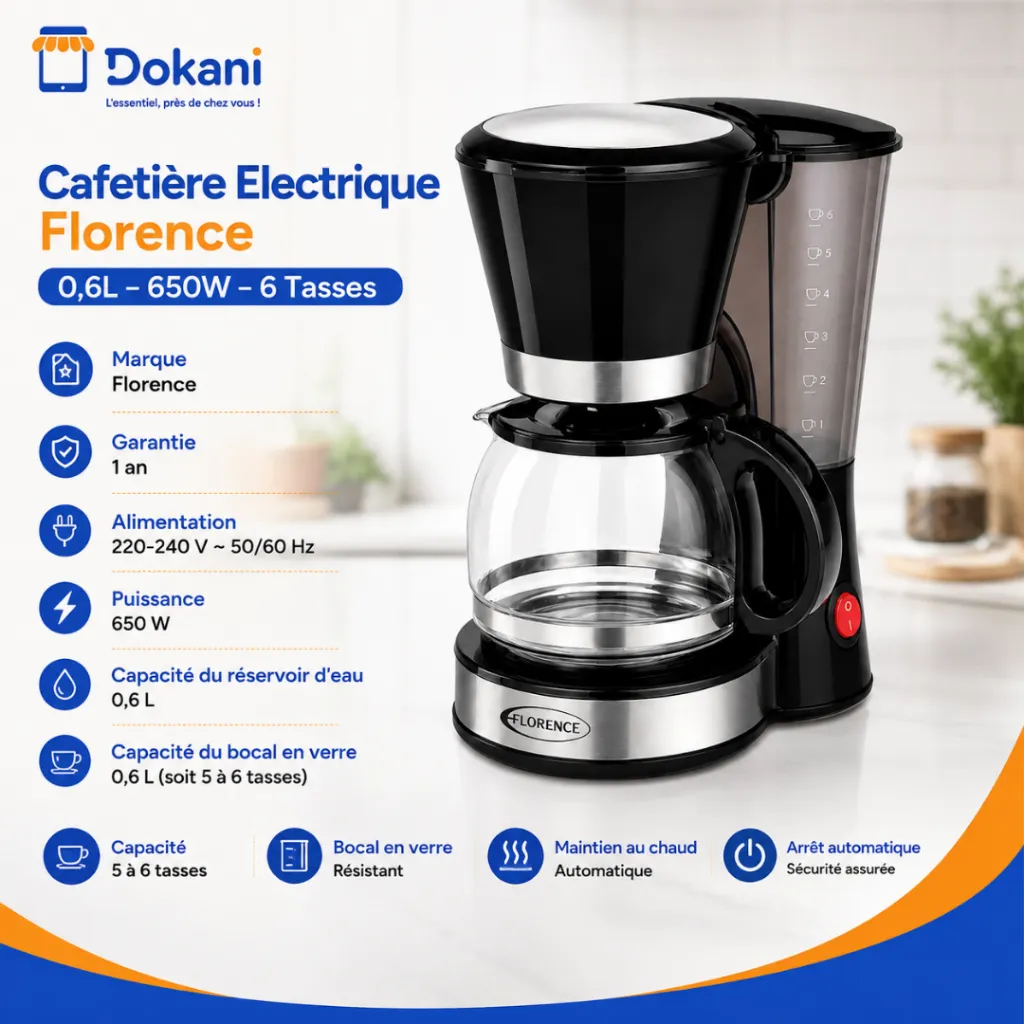 Dokani
L'essentiel, près de chez vous !
Cafetière Electrique
Florence
0,6L – 650W – 6 Tasses
Marque
Florence
Garantie
1 an
Alimentation
220-240 V ~ 50/60 Hz
Puissance
650 W
Capacité du réservoir d'eau
0,6 L
Capacité du bocal en verre
0,6 L (soit 5 à 6 tasses)
6
5
4
3
2
1
FLORENCE
Capacité
5 à 6 tasses
Bocal en verre
Résistant
Maintien au chaud
Automatique
Arrêt automatique
Sécurité assurée